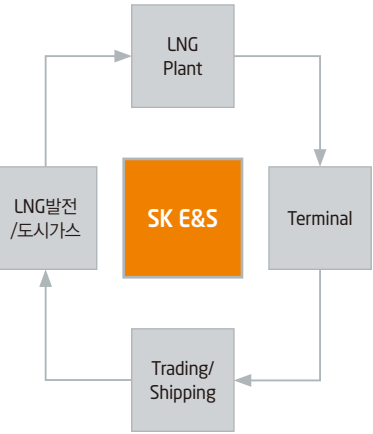 LNG
Plant
LNG발전
/도시가스
SK E&S
Terminal
Trading/
Shipping